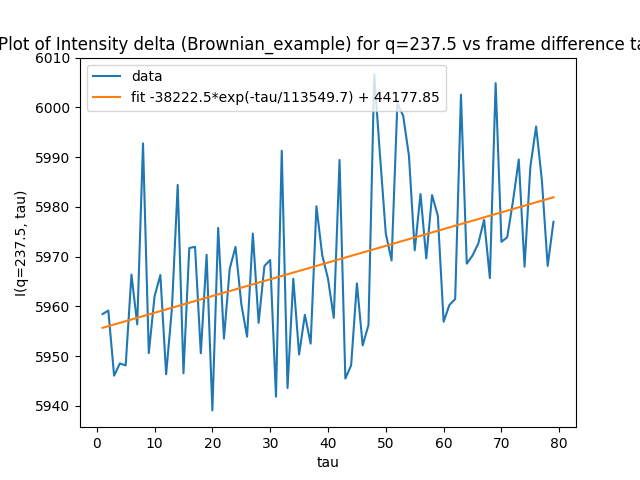 Plot of Intensity delta (Brownian_example) for q=237.5 vs frame difference ta
6010
6000
5990
5980
5970
5960
5950
5940
I(q=237.5, tau)
data
fit -38222.5*exp(-tau/113549.7) + 44177.85
0 10 20 30 40 50 60 70 80
tau